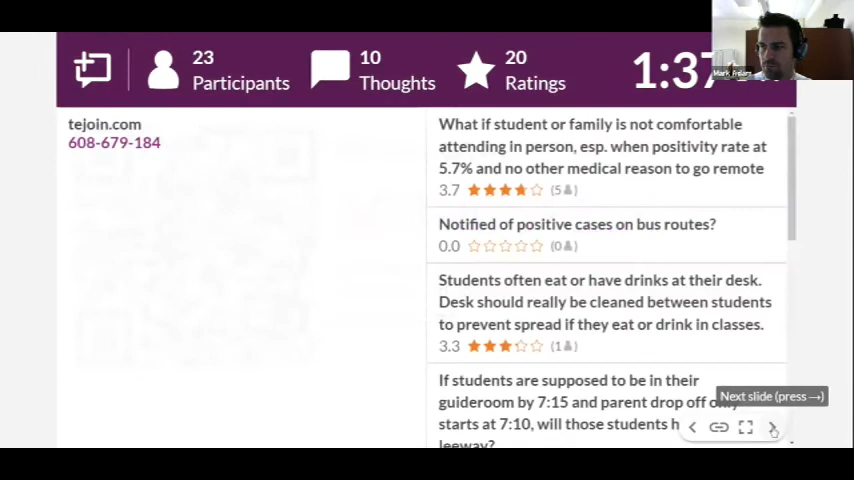 23
Participants
10
Thoughts
20
Ratings
1:37
tejoin.com
608-679-184
What if student or family is not comfortable
attending in person, esp. when positivity rate at
5.7% and no other medical reason to go remote
3.7 (5)
Notified of positive cases on bus routes?
0.0 (0)
Students often eat or have drinks at their desk.
Desk should really be cleaned between students
to prevent spread if they eat or drink in classes.
3.3 (1)
If students are supposed to be in their
guideroom by 7:15 and parent drop off only
starts at 7:10, will those students
leeway?
Next slide (press →)
Mark